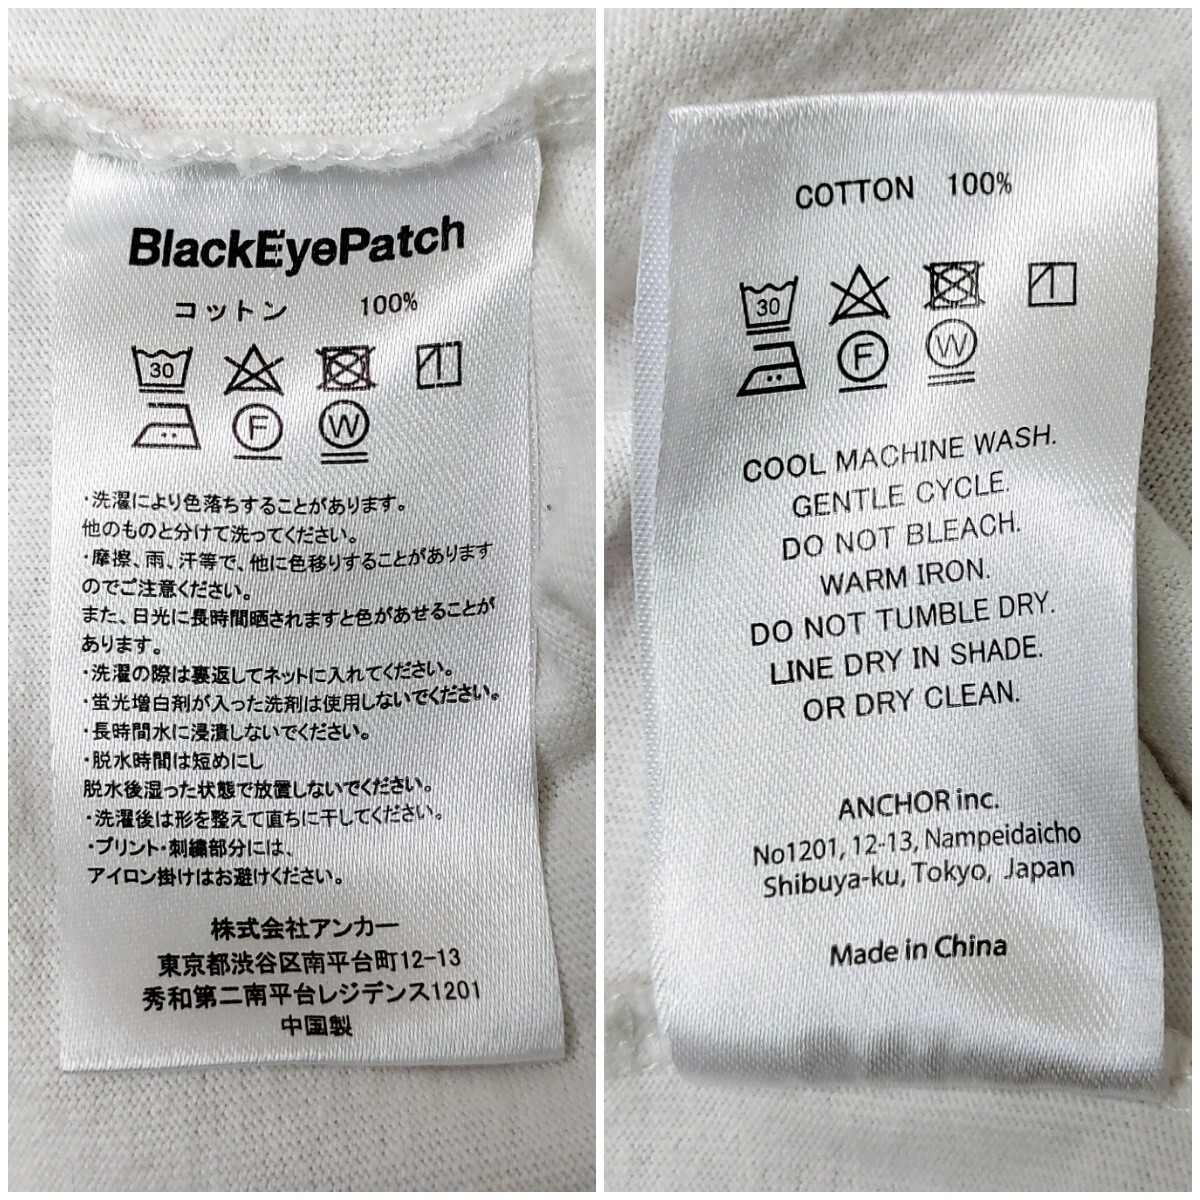 BlackEyePatch
コットン 100%
30
F W
・洗濯により色落ちすることがあります。
他のものと分けて洗ってください。
・摩擦、雨、汗等で、他に色移りすることがあります
のでご注意ください。
また、日光に長時間晒されますと色があせることが
あります。
・洗濯の際は裏返してネットに入れてください。
・蛍光増白剤が入った洗剤は使用しないでください。
・長時間水に浸漬しないでください。
・脱水時間は短めにし
脱水後湿った状態で放置しないでください。
・洗濯後は形を整えて直ちに干してください。
・プリント・刺繍部分には、
アイロン掛けはお避けください。
株式会社アンカー
東京都渋谷区南平台町12-13
秀和第二南平台レジデンス1201
中国製
COTTON 100%
30
F W
COOL MACHINE WASH.
GENTLE CYCLE.
DO NOT BLEACH.
WARM IRON.
DO NOT TUMBLE DRY.
LINE DRY IN SHADE.
OR DRY CLEAN.
ANCHOR inc.
No1201, 12-13, Nampeidaicho
Shibuya-ku, Tokyo, Japan
Made in China